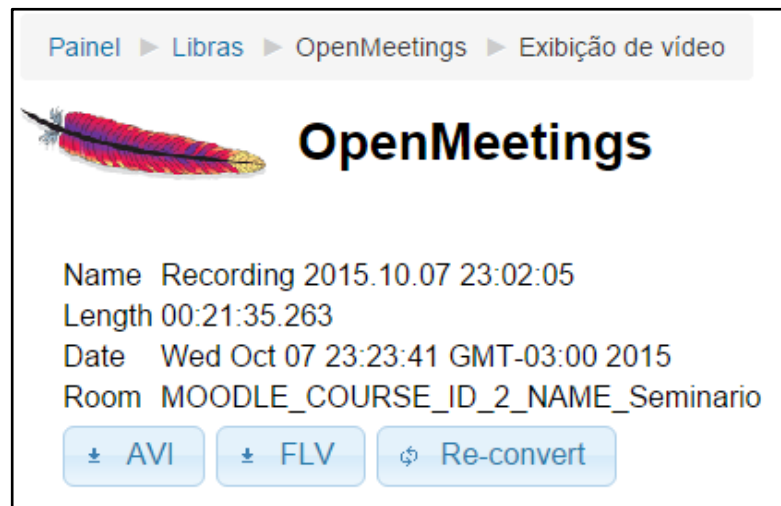 Painel ▶ Libras ▶ OpenMeetings ▶ Exibição de vídeo
OpenMeetings
Name Recording 2015.10.07 23:02:05
Length 00:21:35.263
Date Wed Oct 07 23:23:41 GMT-03:00 2015
Room MOODLE_COURSE_ID_2_NAME_Seminario
AVI FLV Re-convert